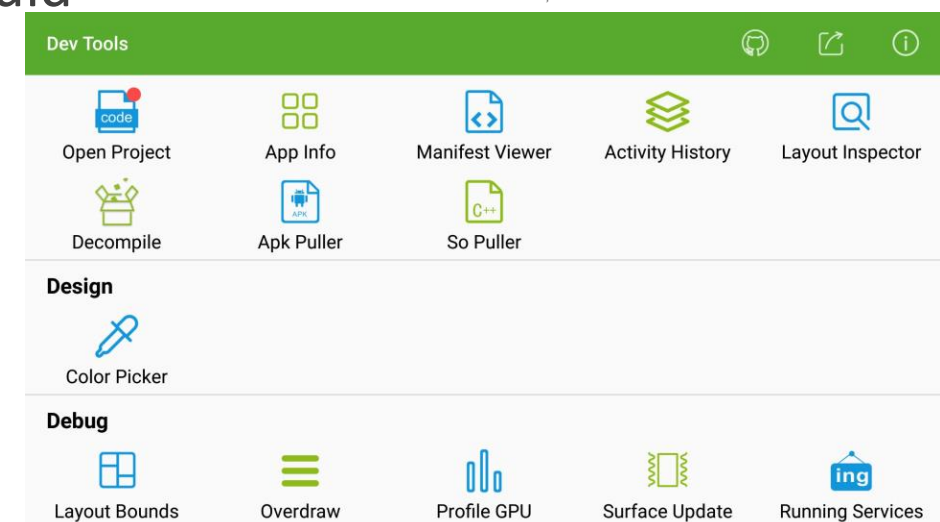 Dev Tools
code
Open Project
App Info
Manifest Viewer
Activity History
Layout Inspector
APK
C++
Decompile
Apk Puller
So Puller
Design
Color Picker
Debug
ing
Layout Bounds
Overdraw
Profile GPU
Surface Update
Running Services